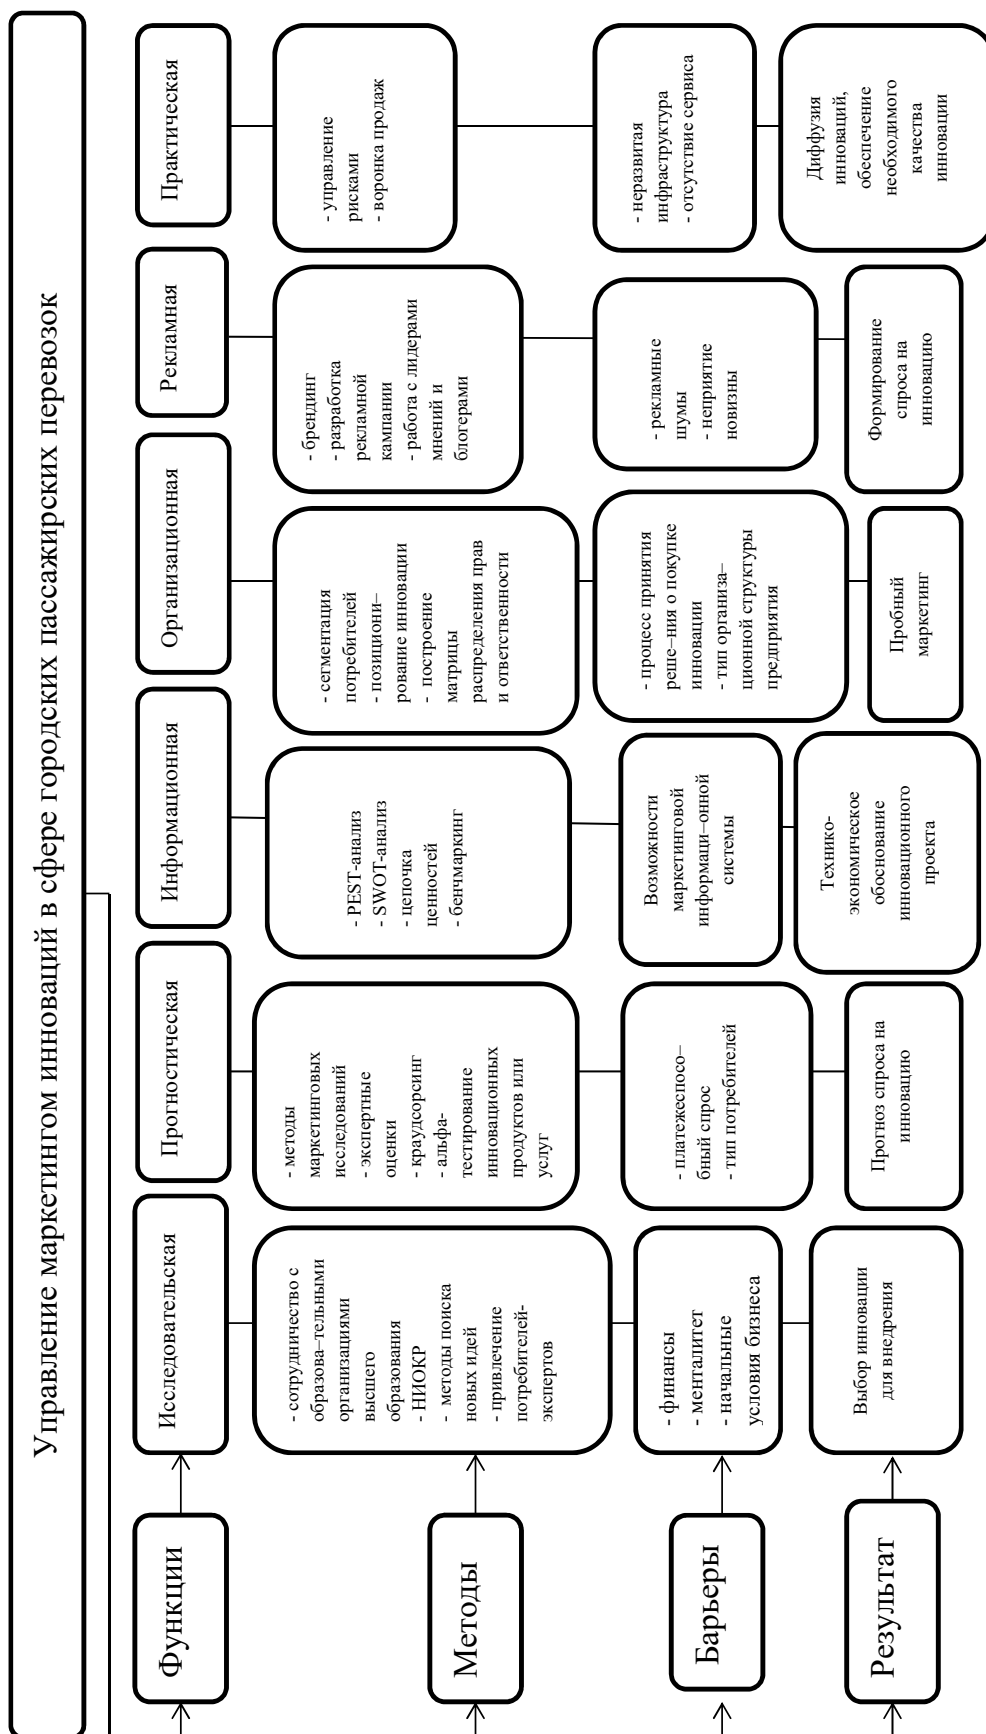 Управление маркетингом инноваций в сфере городских пассажирских перевозок
Функции
Исследовательская
Прогностическая
Информационная
Организационная
Рекламная
Практическая
Методы
- сотрудничество с
образова–тельными
организациями
высшего
образования
- НИОКР
- методы поиска
новых идей
- привлечение
потребителей-
экспертов
- методы
маркетинговых
исследований
- экспертные
оценки
- краудсорсинг
- альфа-
тестирование
инновационных
продуктов или
услуг
- PEST-анализ
- SWOT-анализ
- цепочка
ценностей
- бенчмаркинг
- сегментация
потребителей
- позициони–
рование инновации
- построение
матрицы
распределения прав
и ответственности
- брендинг
- разработка
рекламной
кампании
- работа с лидерами
мнений и
блогерами
- управление
рисками
- воронка продаж
Барьеры
- финансы
- менталитет
- начальные
условия бизнеса
- платежеспосо–
бный спрос
- тип потребителей
Возможности
маркетинговой
информаци–онной
системы
- процесс принятия
реше–ния о покупке
инновации
- тип организа–
ционной структуры
предприятия
- рекламные
шумы
- неприятие
новизны
- неразвитая
инфраструктура
- отсутствие сервиса
Результат
Выбор инновации
для внедрения
Прогноз спроса на
инновацию
Технико-
экономическое
обоснование
инновационного
проекта
Пробный
маркетинг
Формирование
спроса на
инновацию
Диффузия
инноваций,
обеспечение
необходимого
качества
инновации